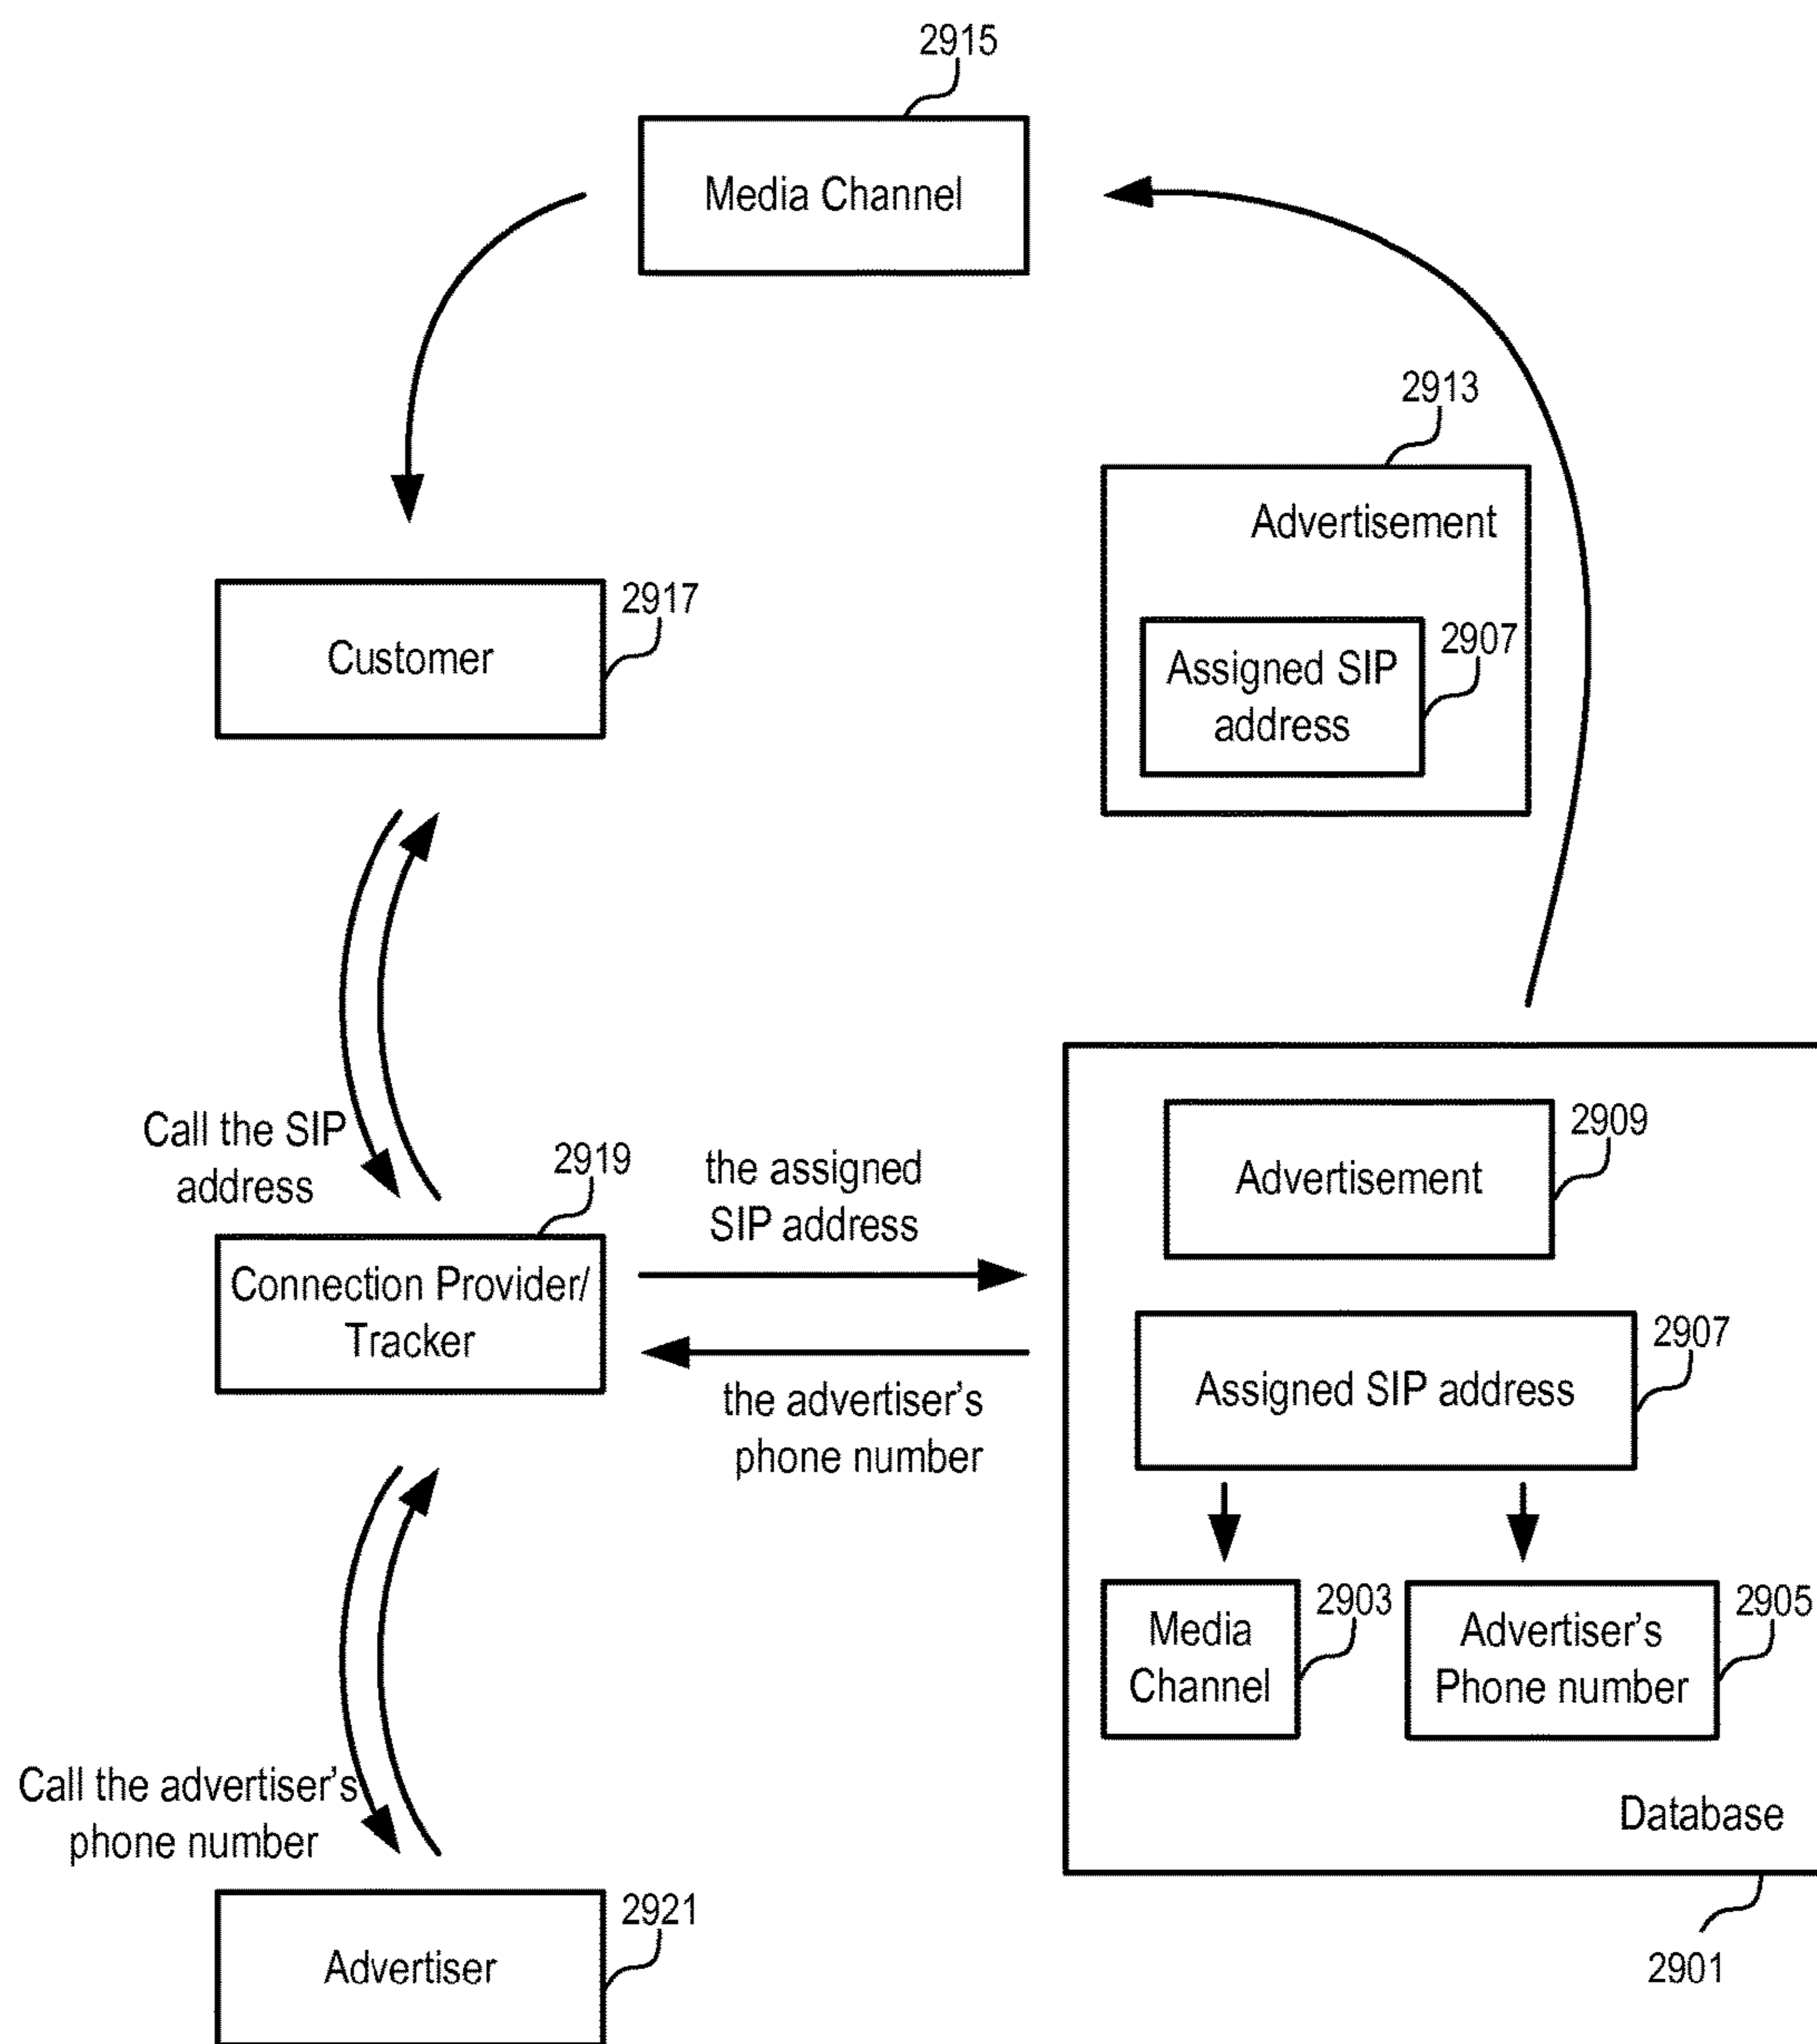 2915
Media Channel
2913
Advertisement
2917
Customer
2907
Assigned SIP
address
Call the SIP
address
2919
Connection Provider/
Tracker
the assigned
SIP address
the advertiser's
phone number
2909
Advertisement
2907
Assigned SIP address
2903
Media
Channel
2905
Advertiser's
Phone number
Database
2901
Call the advertiser's
phone number
2921
Advertiser